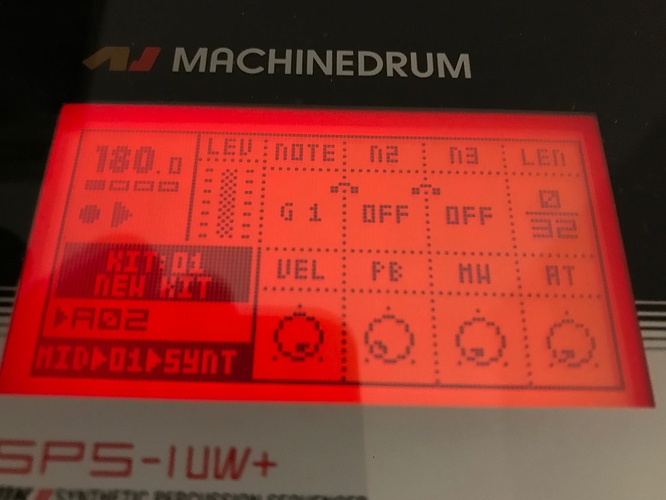 MACHINEDRUM
180.0 LEV NOTE N2 N3 LEN
G 1 OFF OFF 0/32
KIT:01
NEW KIT
VEL PB MW AT
A02
MID▶01▶SYNT
SPS-1UW+
SYNTHETIC PERCUSSION SEQUENCER